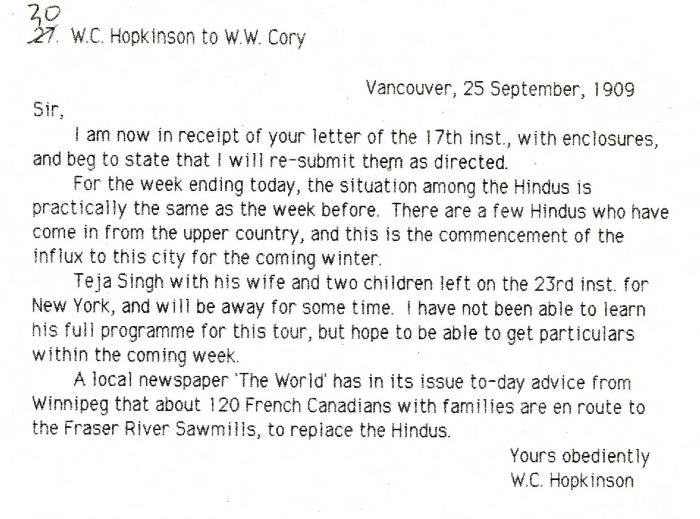 30
27. W.C. Hopkinson to W.W. Cory
Vancouver, 25 September, 1909
Sir,
I am now in receipt of your letter of the 17th inst., with enclosures,
and beg to state that I will re-submit them as directed.
For the week ending today, the situation among the Hindus is
practically the same as the week before. There are a few Hindus who have
come in from the upper country, and this is the commencement of the
influx to this city for the coming winter.
Teja Singh with his wife and two children left on the 23rd inst. for
New York, and will be away for some time. I have not been able to learn
his full programme for this tour, but hope to be able to get particulars
within the coming week.
A local newspaper 'The World' has in its issue to-day advice from
Winnipeg that about 120 French Canadians with families are en route to
the Fraser River Sawmills, to replace the Hindus.
Yours obediently
W.C. Hopkinson